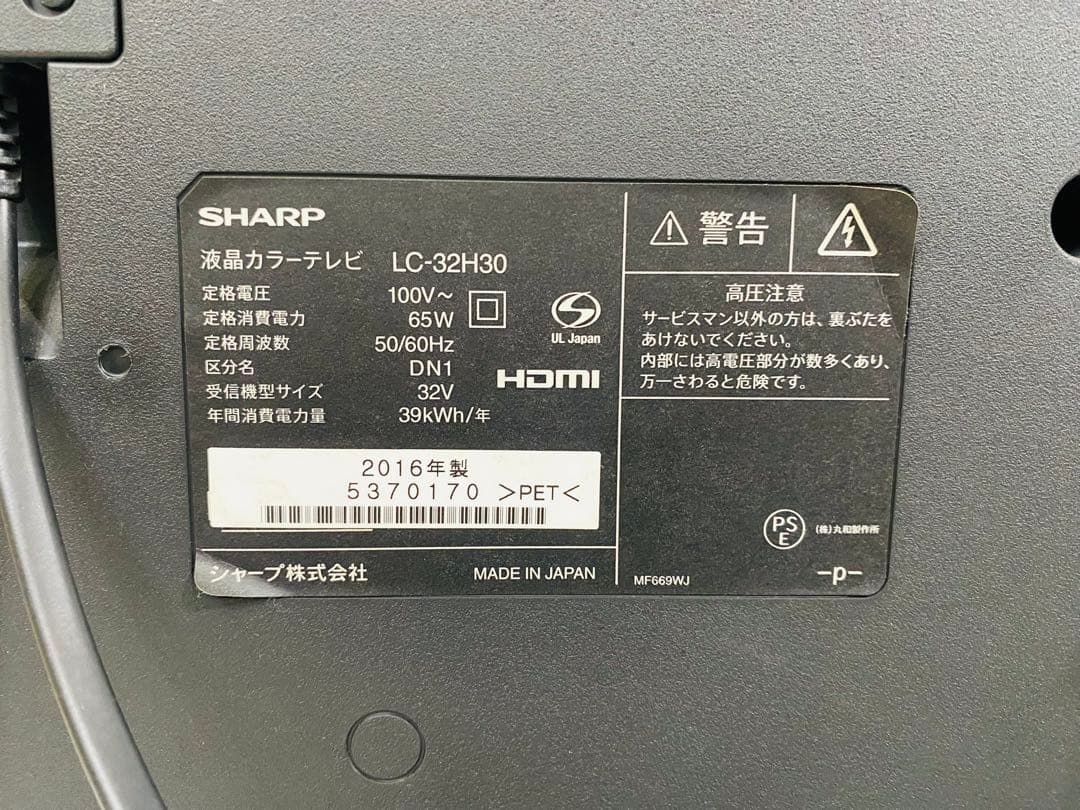 SHARP
液晶カラーテレビ LC-32H30
定格電圧 100V～
定格消費電力 65W
定格周波数 50/60Hz
区分名 DN1
受信機型サイズ 32V
年間消費電力量 39kWh/年
UL Japan
HDMI
2016年製
5370170 >PET<
シャープ株式会社 MADE IN JAPAN
警告
高圧注意
サービスマン以外の方は、裏ぶたを
あけないでください。
内部には高電圧部分が数多くあり、
万一さわると危険です。
PS
E
(株)丸和製作所
MF669WJ
-p-